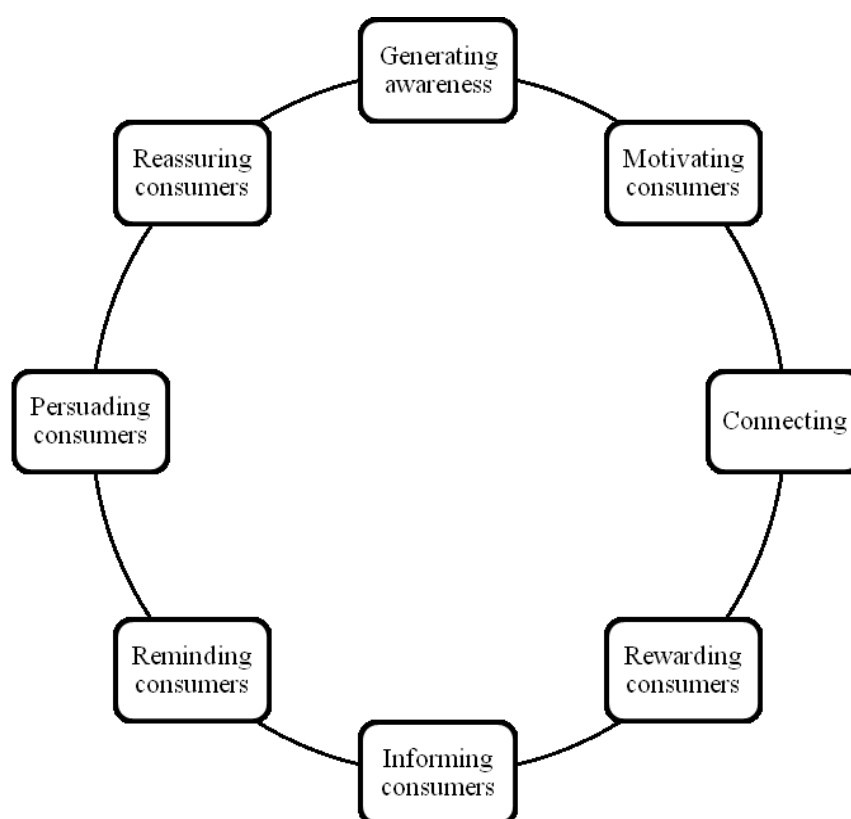 Generating
awareness
Motivating
consumers
Connecting
Rewarding
consumers
Informing
consumers
Reminding
consumers
Persuading
consumers
Reassuring
consumers